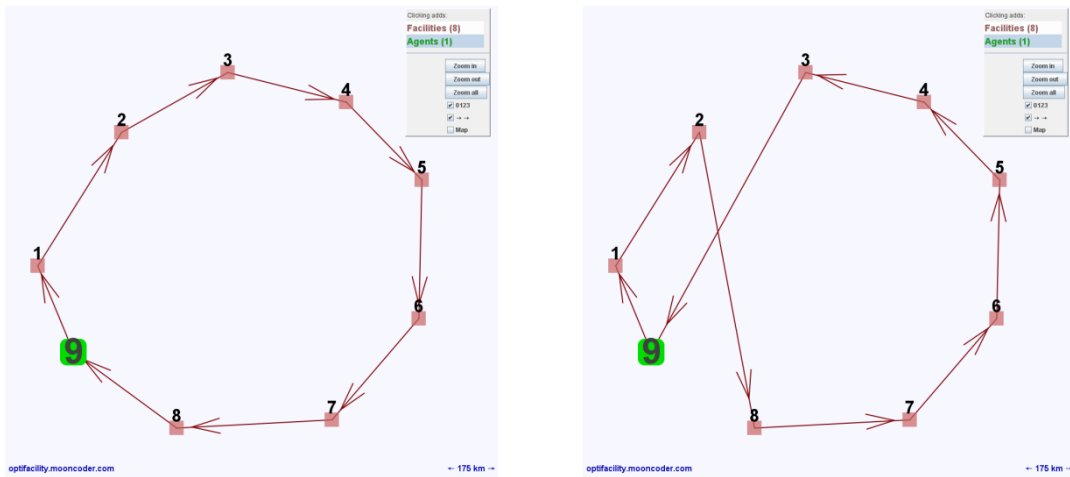 Clicking adds:
Facilities (8)
Agents (1)
Zoom in
Zoom out
Zoom all
8123
→ →
Map
3
4
2
5
1
6
9
7
8
optifacility.mooncoder.com
← 175 km →
Clicking adds:
Facilities (8)
Agents (1)
Zoom in
Zoom out
Zoom all
8123
→ →
Map
3
4
2
5
1
6
9
7
8
optifacility.mooncoder.com
← 175 km →